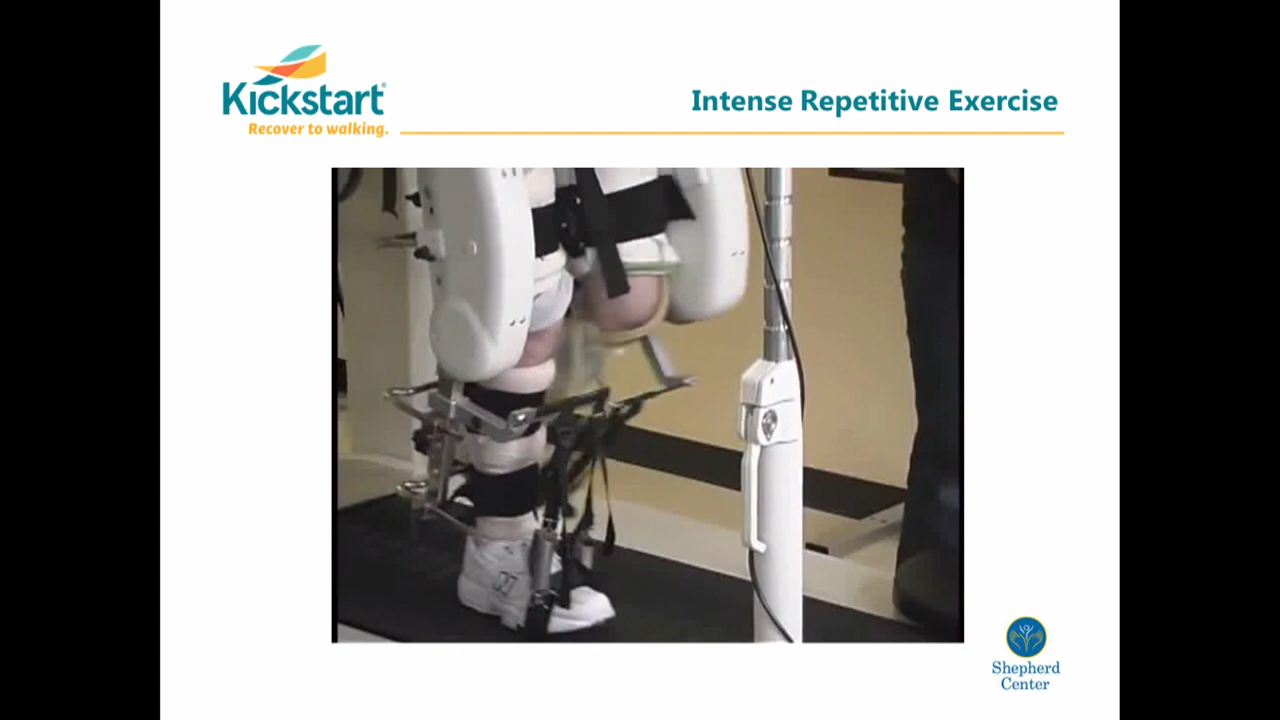 Kickstart®
Recover to walking.
Intense Repetitive Exercise
Shepherd
Center